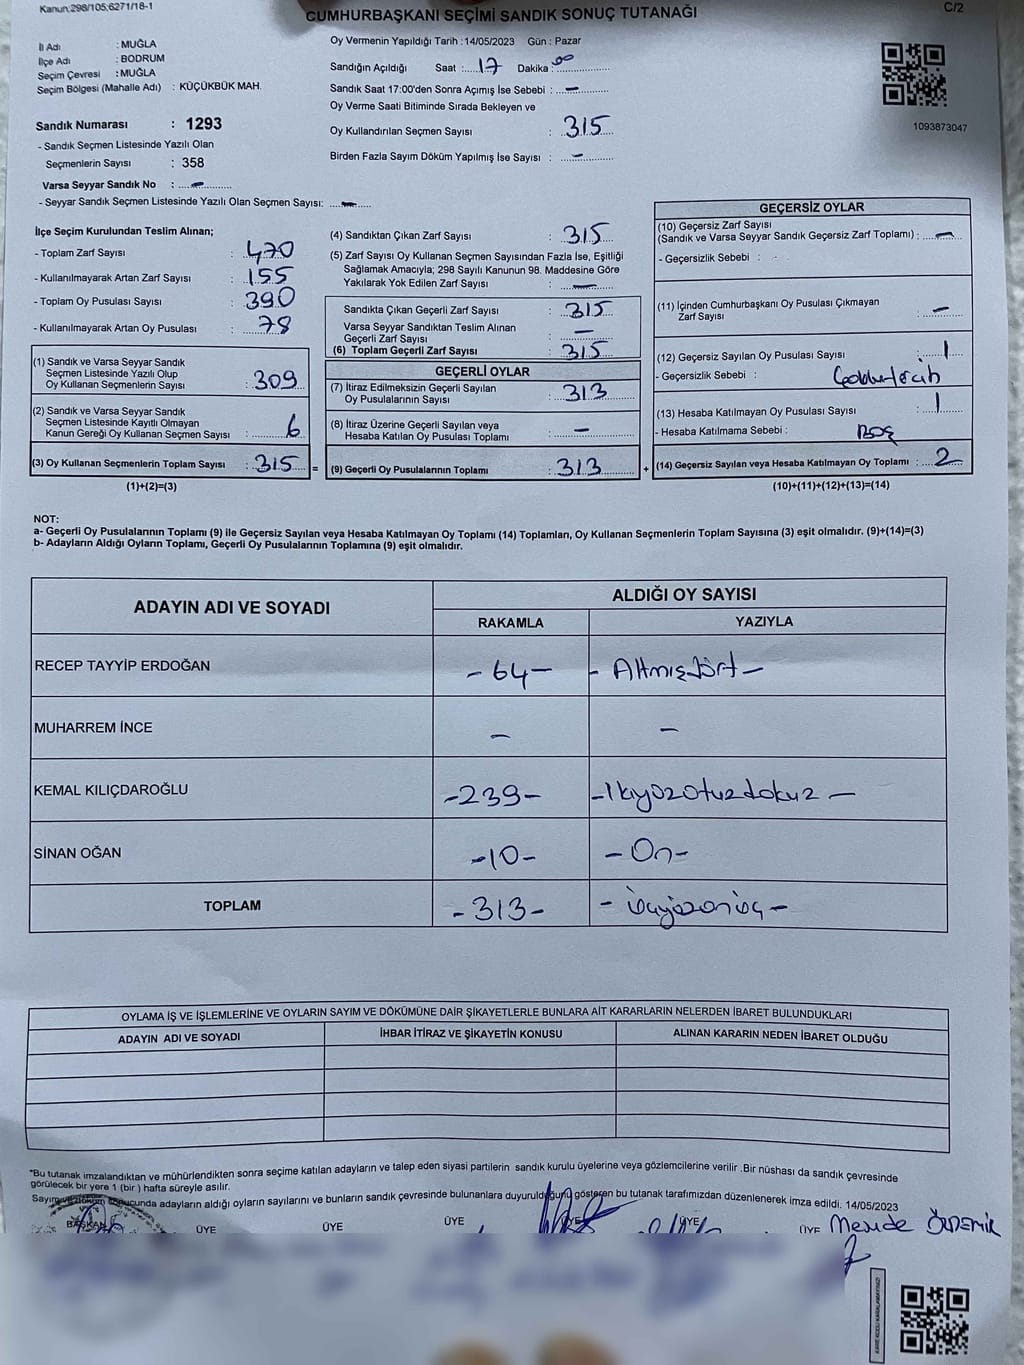 Kanun;298/105;6271/18-1
C/2
CUMHURBAŞKANI SEÇİMİ SANDIK SONUÇ TUTANAĞI
İl Adı : MUĞLA
İlçe Adı : BODRUM
Seçim Çevresi : MUĞLA
Seçim Bölgesi (Mahalle Adı) : KÜÇÜKBÜK MAH.
Sandık Numarası : 1293
- Sandık Seçmen Listesinde Yazılı Olan
Seçmenlerin Sayısı : 358
Varsa Seyyar Sandık No : -
- Seyyar Sandık Seçmen Listesinde Yazılı Olan Seçmen Sayısı: -
Oy Vermenin Yapıldığı Tarih : 14/05/2023 Gün : Pazar
Sandığın Açıldığı Saat : 17 Dakika 00
Sandık Saat 17:00'den Sonra Açımış İse Sebebi : -
Oy Verme Saati Bitiminde Sırada Bekleyen ve
Oy Kullandırılan Seçmen Sayısı : 315
Birden Fazla Sayım Döküm Yapılmış İse Sayısı : -
1093873047
İlçe Seçim Kurulundan Teslim Alınan;
- Toplam Zarf Sayısı : 470
- Kullanılmayarak Artan Zarf Sayısı : 155
- Toplam Oy Pusulası Sayısı : 390
- Kullanılmayarak Artan Oy Pusulası : 78
(1) Sandık ve Varsa Seyyar Sandık
Seçmen Listesinde Yazılı Olup
Oy Kullanan Seçmenlerin Sayısı : 309
(2) Sandık ve Varsa Seyyar Sandık
Seçmen Listesinde Kayıtlı Olmayan
Kanun Gereği Oy Kullanan Seçmen Sayısı : 6
(3) Oy Kullanan Seçmenlerin Toplam Sayısı : 315 =
(1)+(2)=(3)
(4) Sandıktan Çıkan Zarf Sayısı : 315
(5) Zarf Sayısı Oy Kullanan Seçmen Sayısından Fazla İse, Eşitliği
Sağlamak Amacıyla; 298 Sayılı Kanunun 98. Maddesine Göre
Yakılarak Yok Edilen Zarf Sayısı : -
Sandıkta Çıkan Geçerli Zarf Sayısı : 315
Varsa Seyyar Sandıktan Teslim Alınan
Geçerli Zarf Sayısı : -
(6) Toplam Geçerli Zarf Sayısı : 315
GEÇERLİ OYLAR
(7) İtiraz Edilmeksizin Geçerli Sayılan
Oy Pusulalarının Sayısı : 313
(8) İtiraz Üzerine Geçerli Sayılan veya
Hesaba Katılan Oy Pusulası Toplamı : -
(9) Geçerli Oy Pusulalarının Toplamı : 313 +
GEÇERSİZ OYLAR
(10) Geçersiz Zarf Sayısı
(Sandık ve Varsa Seyyar Sandık Geçersiz Zarf Toplamı) : -
- Geçersizlik Sebebi :
(11) İçinden Cumhurbaşkanı Oy Pusulası Çıkmayan
Zarf Sayısı : -
(12) Geçersiz Sayılan Oy Pusulası Sayısı : 1
- Geçersizlik Sebebi :
(13) Hesaba Katılmayan Oy Pusulası Sayısı : 1
- Hesaba Katılmama Sebebi : Boş
(14) Geçersiz Sayılan veya Hesaba Katılmayan Oy Toplamı : 2
(10)+(11)+(12)+(13)=(14)
NOT:
a- Geçerli Oy Pusulalarının Toplamı (9) ile Geçersiz Sayılan veya Hesaba Katılmayan Oy Toplamı (14) Toplamları, Oy Kullanan Seçmenlerin Toplam Sayısına (3) eşit olmalıdır. (9)+(14)=(3)
b- Adayların Aldığı Oyların Toplamı, Geçerli Oy Pusulalarının Toplamına (9) eşit olmalıdır.
ADAYIN ADI VE SOYADI
ALDIĞI OY SAYISI
RAKAMLA YAZIYLA
RECEP TAYYİP ERDOĞAN -64- - Altmışdört -
MUHARREM İNCE - -
KEMAL KILIÇDAROĞLU -239- - İkiyüzotuzdokuz -
SİNAN OĞAN -10- - On -
TOPLAM -313- - üçyüzonüç -
OYLAMA İŞ VE İŞLEMLERİNE VE OYLARIN SAYIM VE DÖKÜMÜNE DAİR ŞİKAYETLERLE BUNLARA AİT KARARLARIN NELERDEN İBARET BULUNDUKLARI
ADAYIN ADI VE SOYADI İHBAR İTİRAZ VE ŞİKAYETİN KONUSU ALINAN KARARIN NEDEN İBARET OLDUĞU
"Bu tutanak imzalandıktan ve mühürlendikten sonra seçime katılan adayların ve talep eden siyasi partilerin sandık kurulu üyelerine veya gözlemcilerine verilir .Bir nüshası da sandık çevresinde
görülecek bir yere 1 (bir ) hafta süreyle asılır.
Sayım ve döküm sonucunda adayların aldığı oyların sayılarını ve bunların sandık çevresinde bulunanlara duyurulduğunu gösteren bu tutanak tarafımızdan düzenlenerek imza edildi. 14/05/2023
BAŞKAN ÜYE ÜYE ÜYE ÜYE ÜYE ÜYE